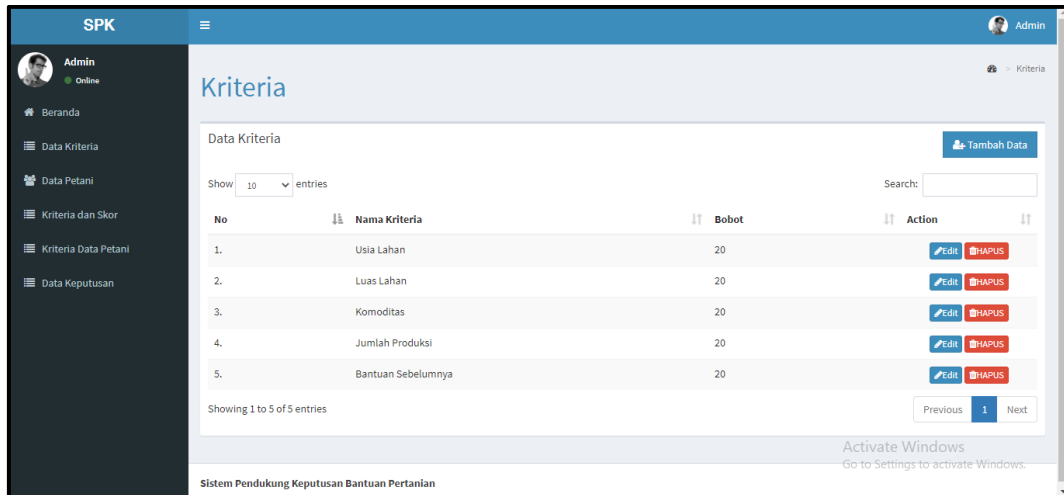 SPK
Admin
Admin
Online
Beranda
Data Kriteria
Data Petani
Kriteria dan Skor
Kriteria Data Petani
Data Keputusan
Kriteria
> Kriteria
Data Kriteria
Tambah Data
Show 10 entries
Search:
No Nama Kriteria Bobot Action
1. Usia Lahan 20 Edit HAPUS
2. Luas Lahan 20 Edit HAPUS
3. Komoditas 20 Edit HAPUS
4. Jumlah Produksi 20 Edit HAPUS
5. Bantuan Sebelumnya 20 Edit HAPUS
Showing 1 to 5 of 5 entries
Previous 1 Next
Activate Windows
Go to Settings to activate Windows.
Sistem Pendukung Keputusan Bantuan Pertanian